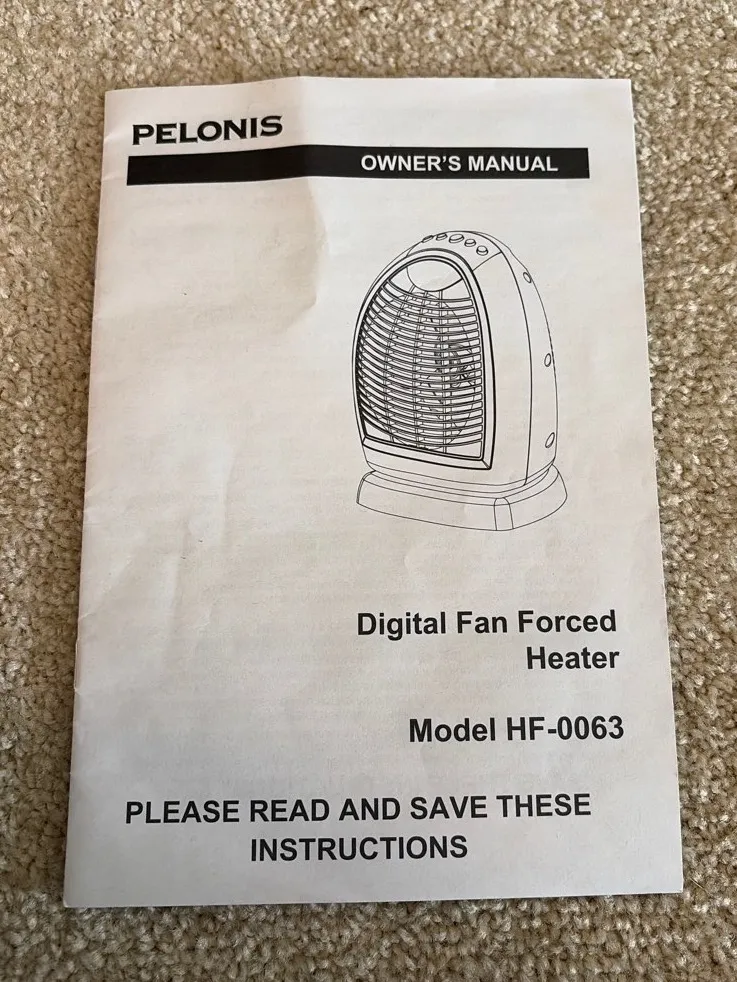 PELONIS
OWNER'S MANUAL
Digital Fan Forced
Heater
Model HF-0063
PLEASE READ AND SAVE THESE
INSTRUCTIONS